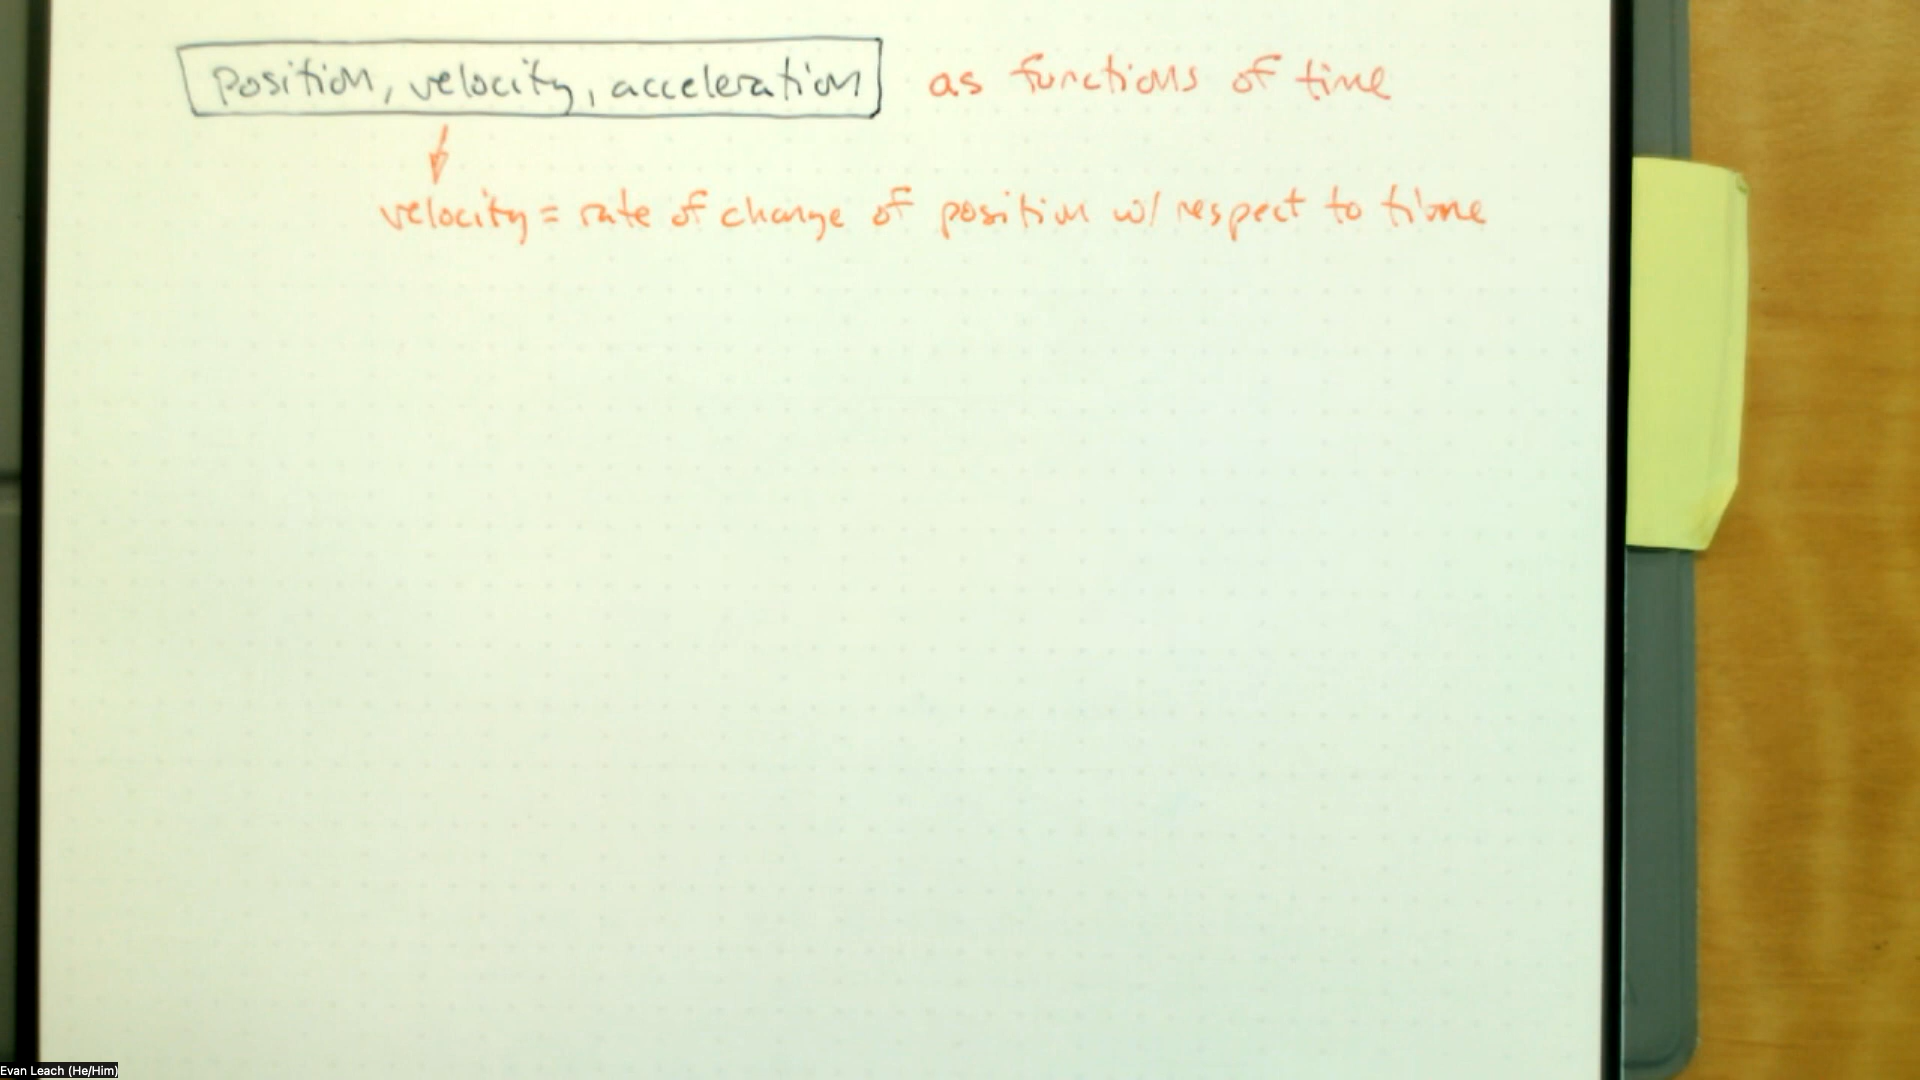 position, velocity, acceleration as functions of time
velocity = rate of change of position w/ respect to time
Evan Leach (He/Him)